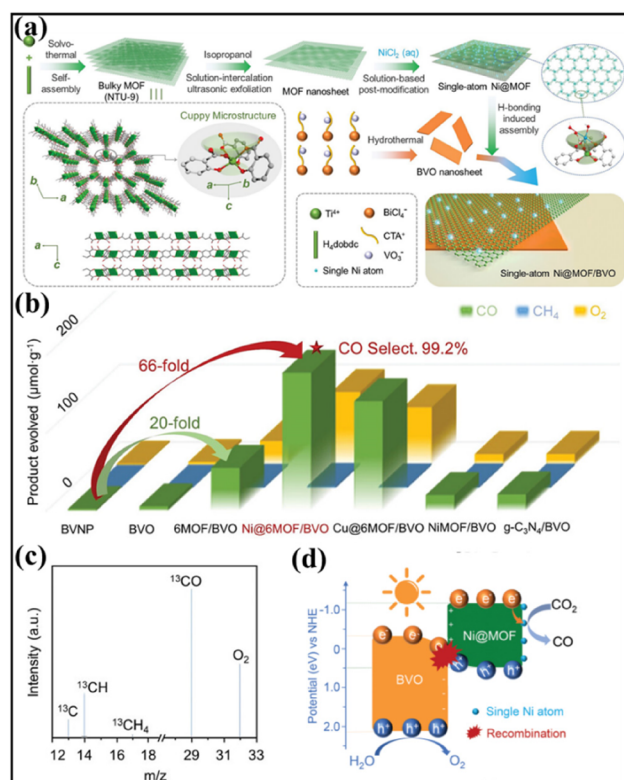 (a)
Solvo-
thermal
+
Self-
assembly
Bulky MOF
(NTU-9)
Isopropanol
Solution-intercalation
ultrasonic exfoliation
MOF nanosheet
NiCl₂ (aq)
Solution-based
post-modification
Single-atom Ni@MOF
H-bonding
induced
assembly
Cuppy Microstructure
b
a
a
b
c
a
c
Hydrothermal
BVO nanosheet
Ti⁴⁺
H₄dobdc
BiCl₄⁻
CTA⁺
VO₃⁻
Single Ni atom
Single-atom Ni@MOF/BVO
(b)
CO
CH₄
O₂
Product evolved (μmol·g⁻¹)
200
100
0
66-fold
20-fold
CO Select. 99.2%
BVNP
BVO
6MOF/BVO
Ni@6MOF/BVO
Cu@6MOF/BVO
NiMOF/BVO
g-C₃N₄/BVO
(c)
Intensity (a.u.)
¹³C
¹³CH
¹³CH₄
¹³CO
O₂
12 14 16 29 31 33
m/z
(d)
Potential (eV) vs NHE
-1.0
0
0.5
1.0
2.0
e⁻ e⁻ e⁻
e⁻ e⁻ e⁻
BVO
Ni@MOF
h⁺ h⁺ h⁺
h⁺ h⁺ h⁺
CO₂
CO
H₂O
O₂
Single Ni atom
Recombination